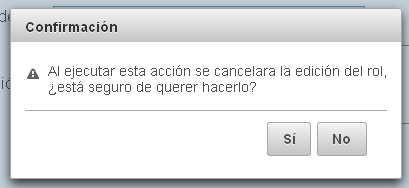 Confirmación
Al ejecutar esta acción se cancelara la edición del rol,
¿está seguro de querer hacerlo?
Sí
No